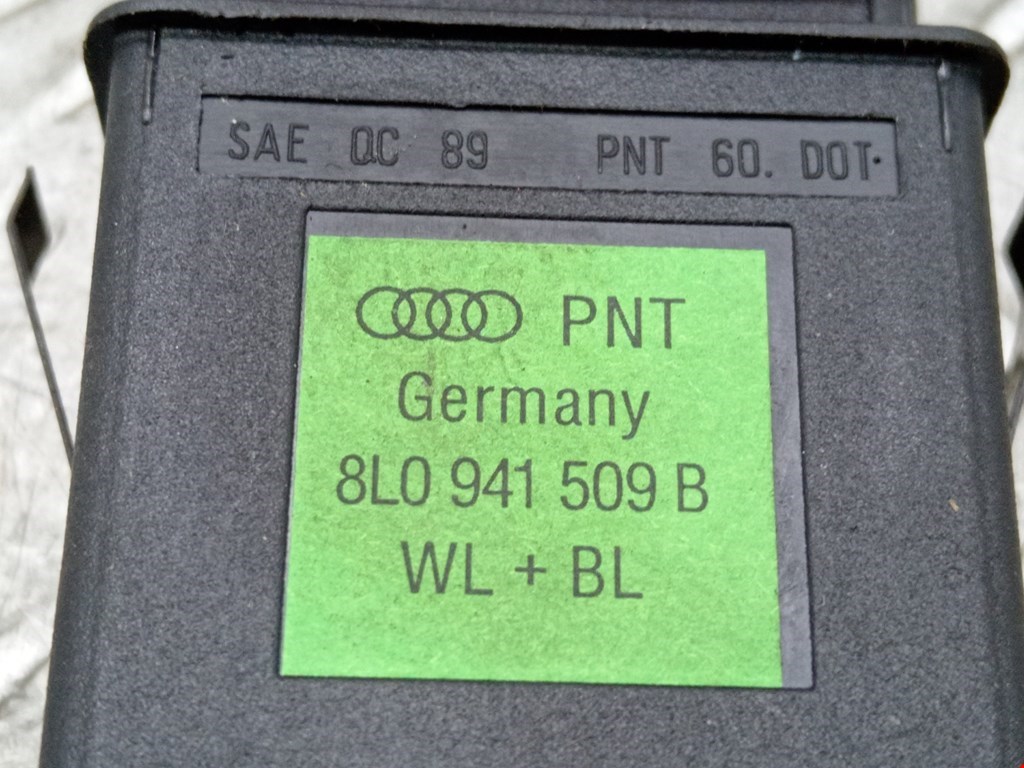 SAE QC 89 PNT 60. DOT.
PNT
Germany
8L0 941 509 B
WL + BL